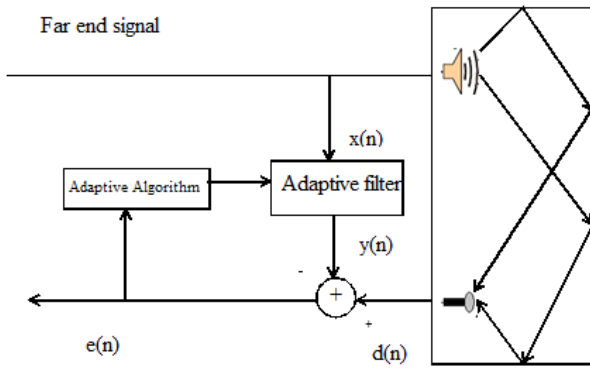 Far end signal
x(n)
Adaptive Algorithm
Adaptive filter
y(n)
-
+
+
e(n)
d(n)